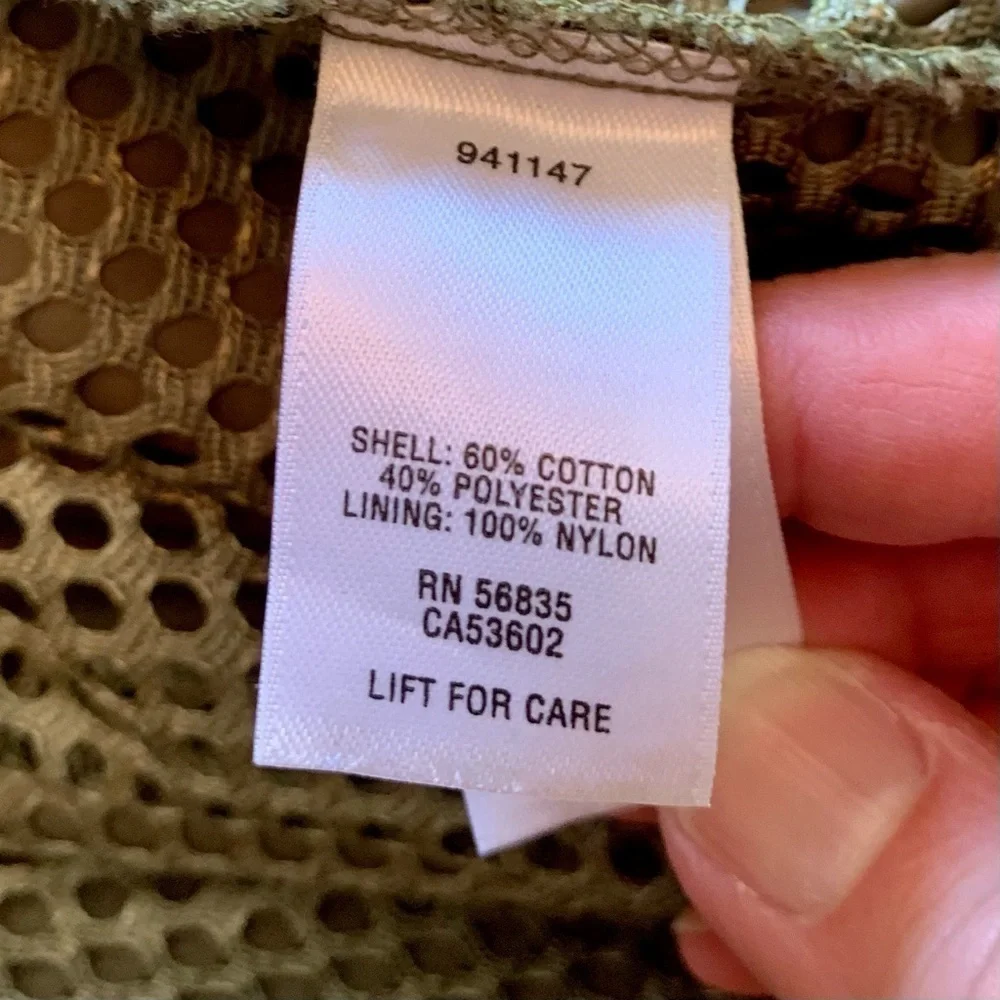 941147
SHELL: 60% COTTON
40% POLYESTER
LINING: 100% NYLON
RN 56835
CA53602
LIFT FOR CARE